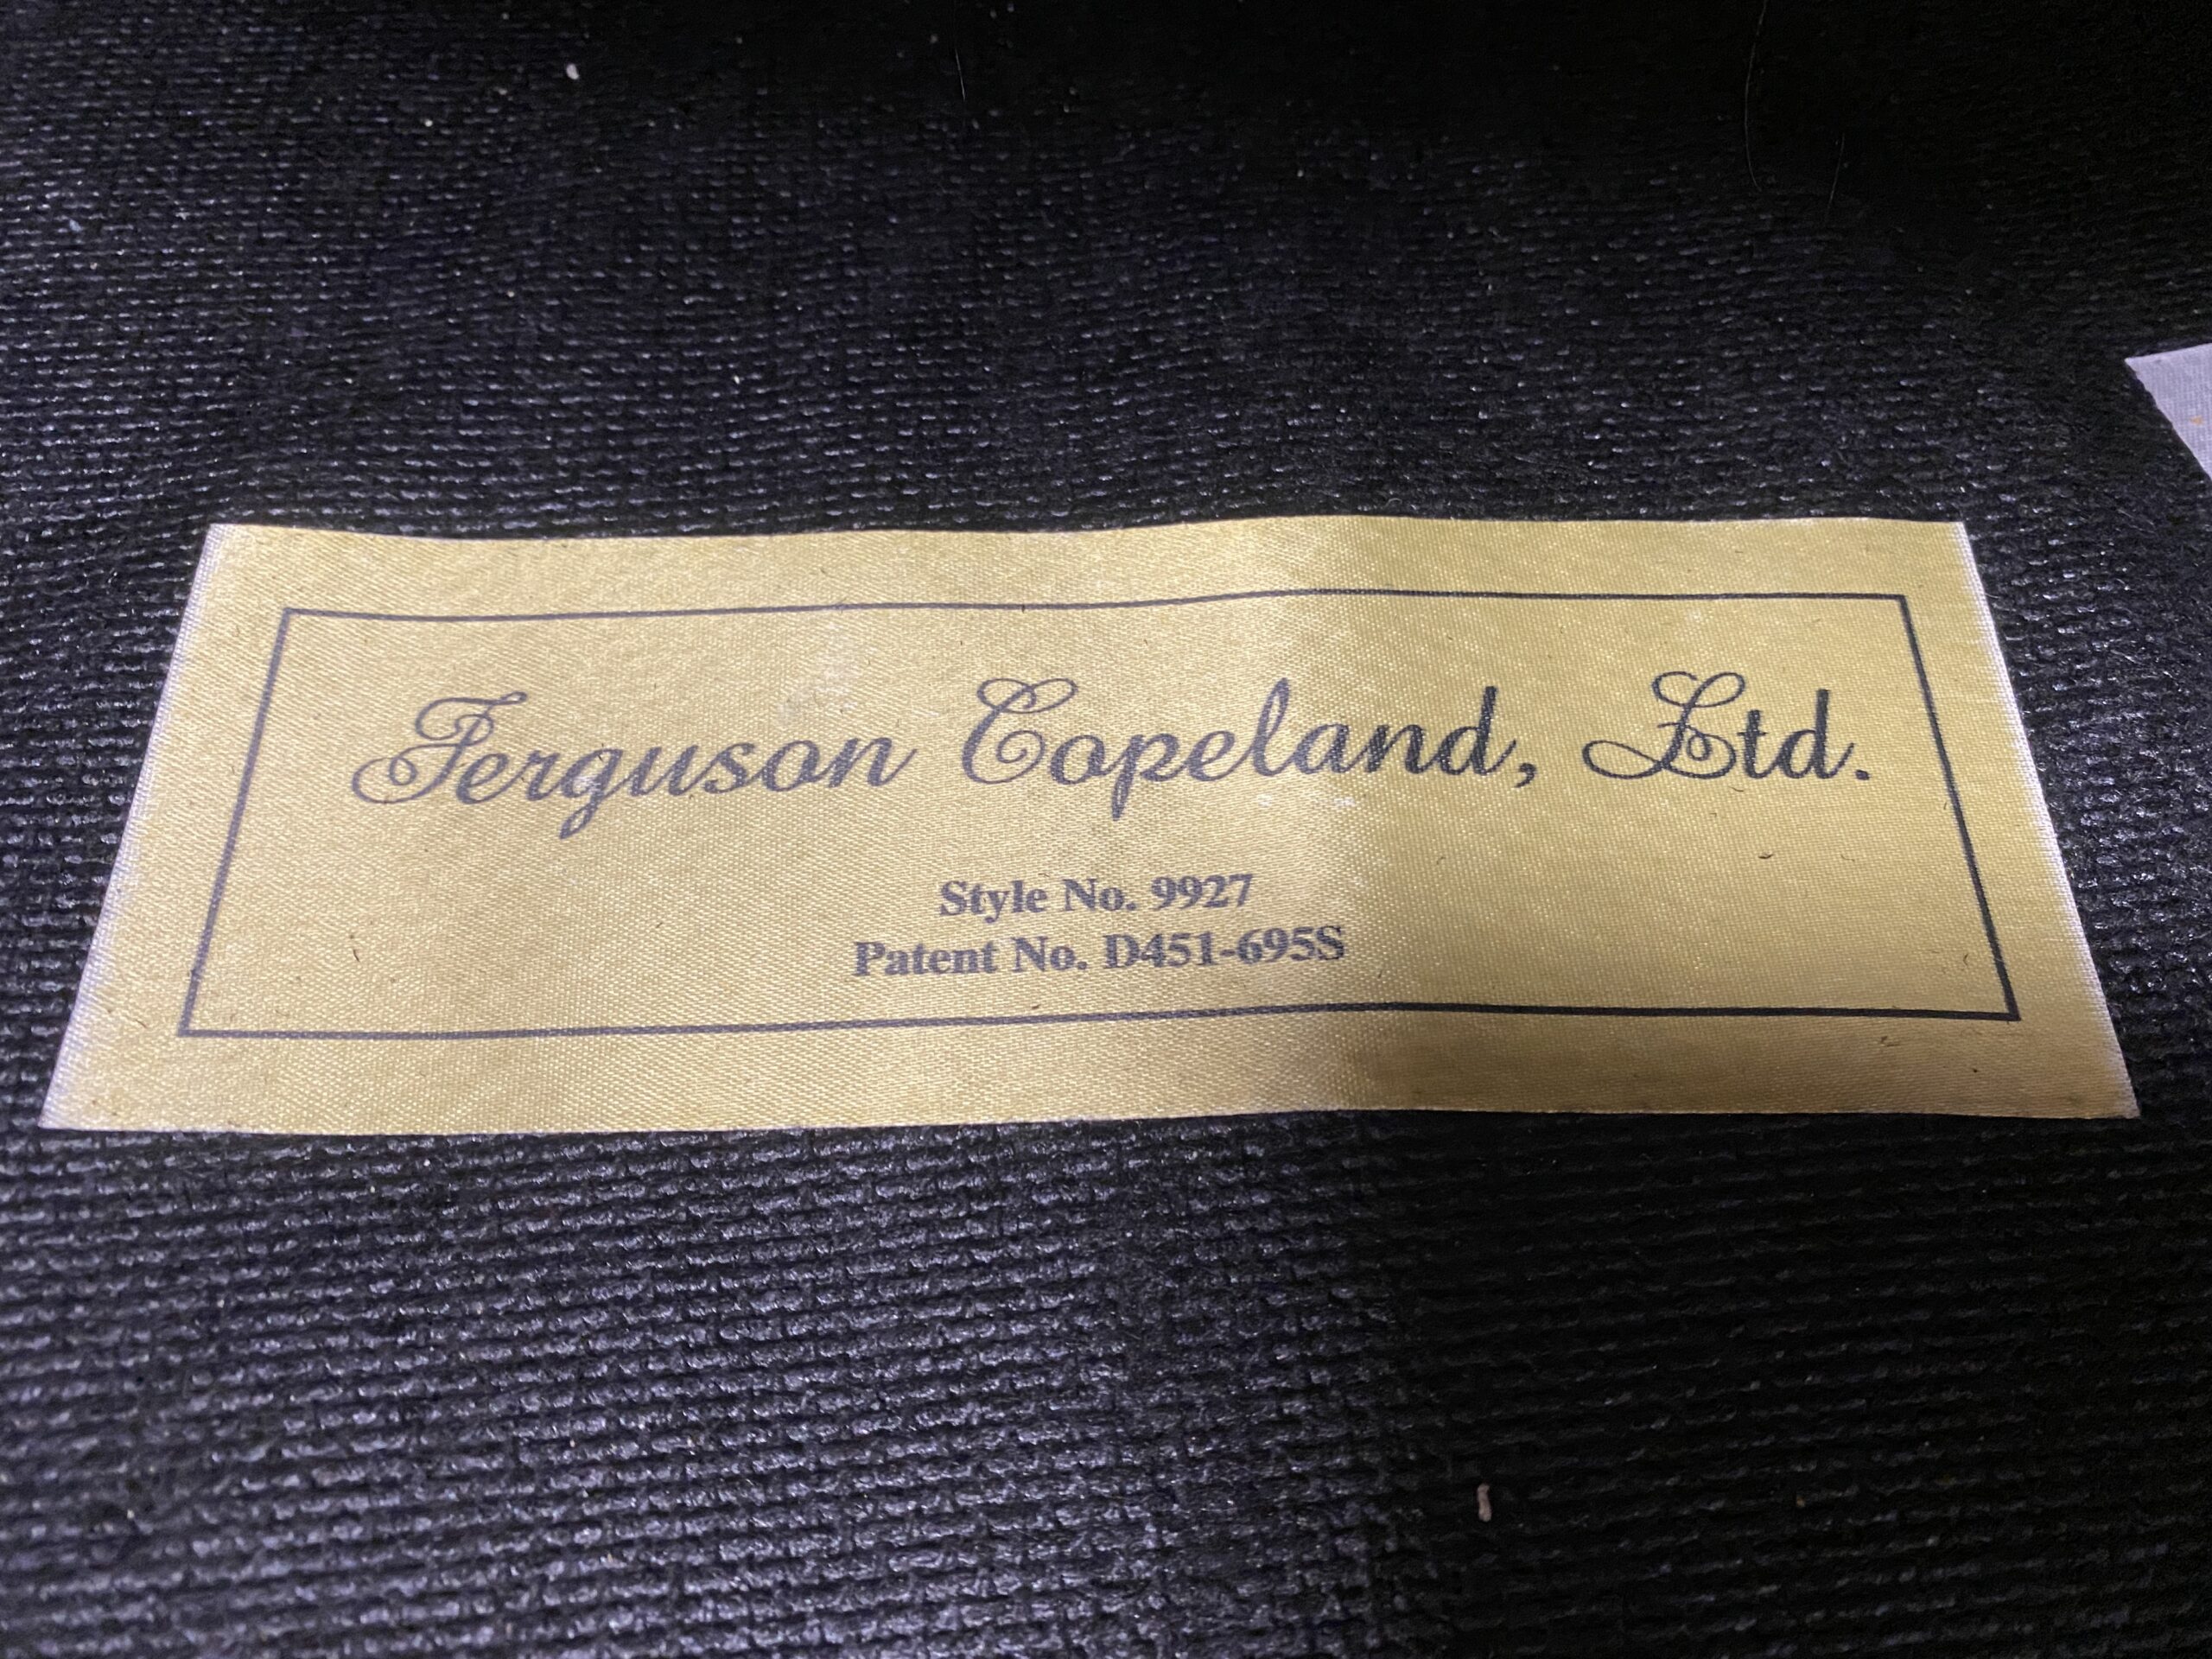 Ferguson Copeland, Ltd.
Style No. 9927
Patent No. D451-695S